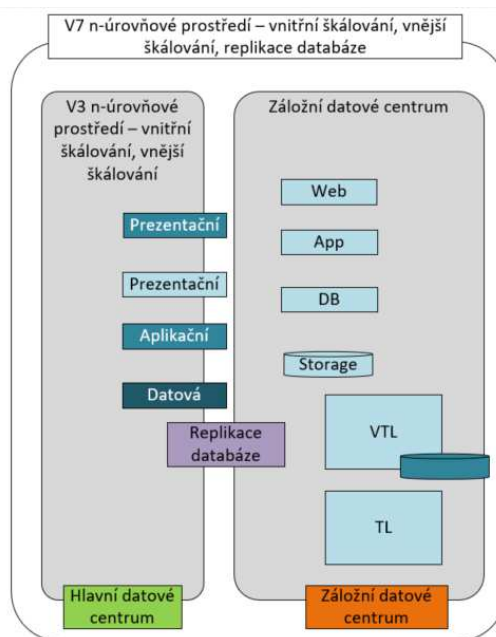 V7 n-úrovňové prostředí – vnitřní škálování, vnější
škálování, replikace databáze
V3 n-úrovňové
prostředí – vnitřní
škálování, vnější
škálování
Prezentační
Prezentační
Aplikační
Datová
Replikace
databáze
Hlavní datové
centrum
Záložní datové centrum
Web
App
DB
Storage
VTL
TL
Záložní datové
centrum